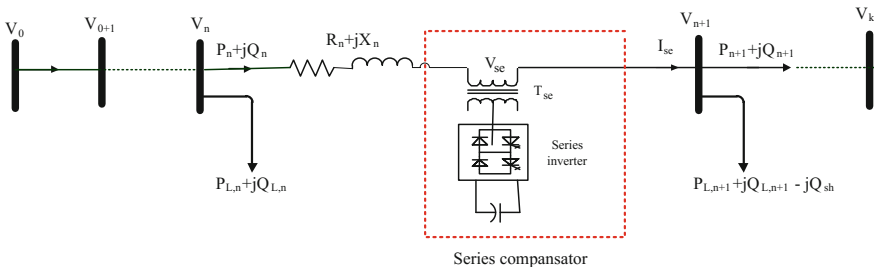 V0
V0+1
Vn
Pn+jQn
Rn+jXn
Vse
Tse
Series
inverter
Ise
Vn+1
Pn+1+jQn+1
Vk
PL,n+jQL,n
PL,n+1+jQL,n+1 - jQsh
Series compansator